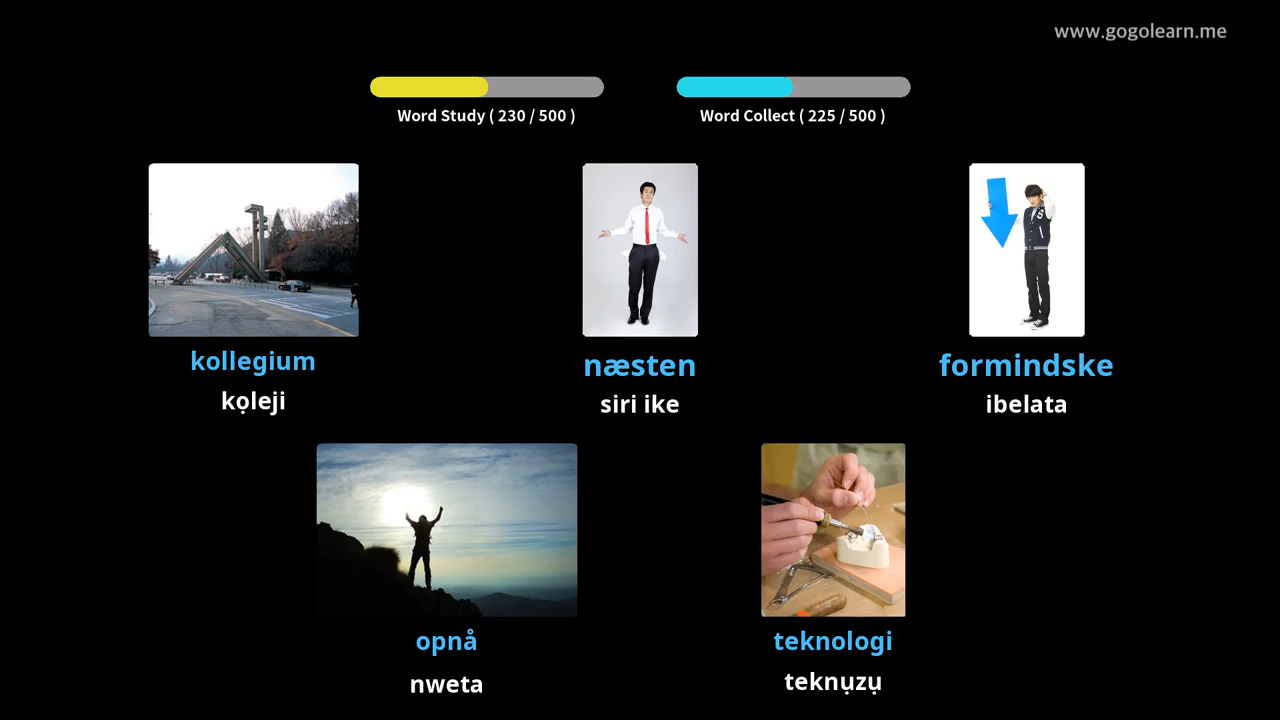 www.gogolearn.me
Word Study ( 230 / 500 )
Word Collect ( 225 / 500 )
kollegium
kọleji
næsten
siri ike
formindske
ibelata
opnå
nweta
teknologi
teknụzụ